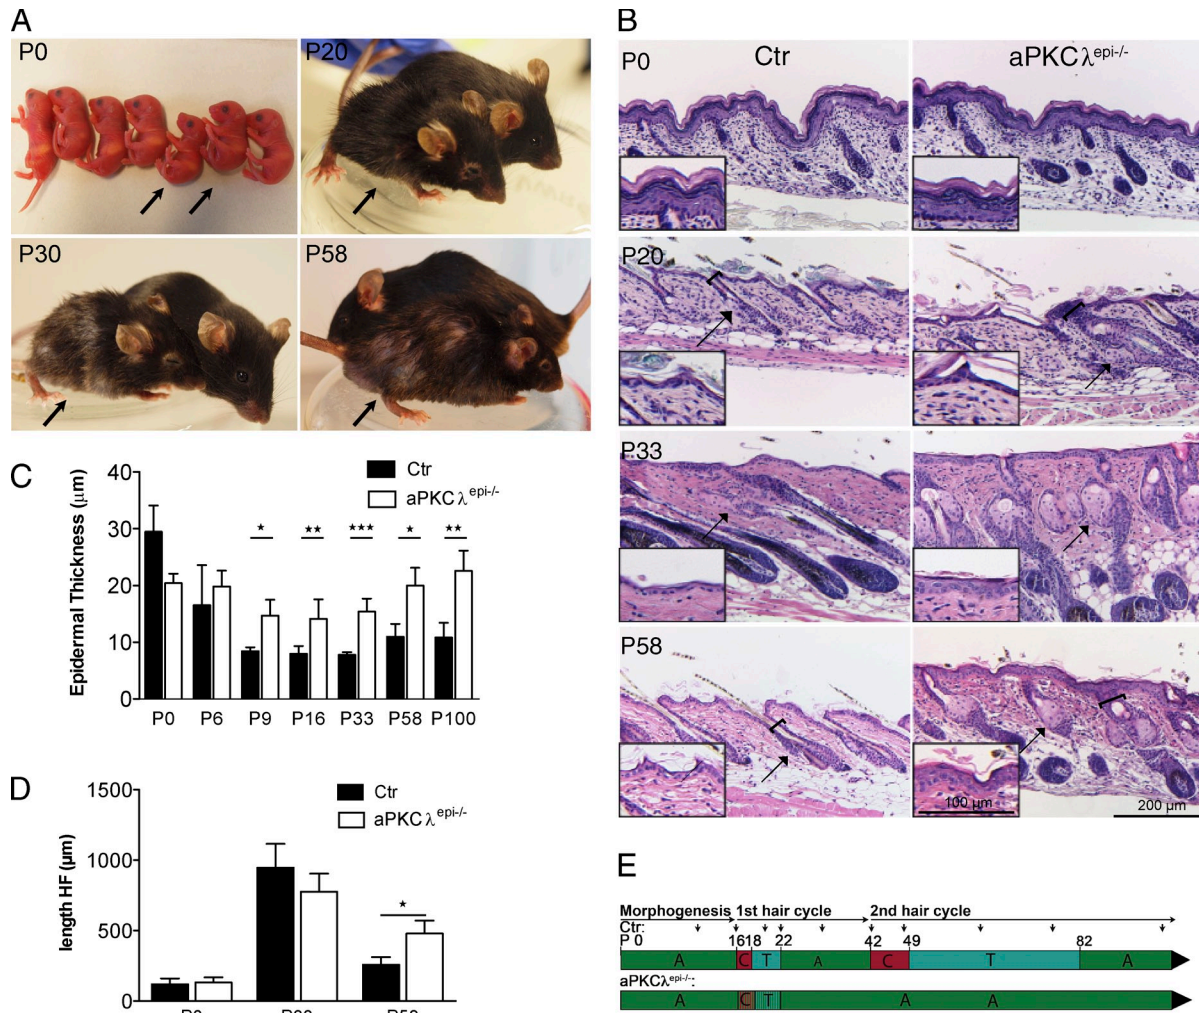 A
P0
P20
P30
P58
B
Ctr
aPKCλepi-/-
P0
P20
P33
P58
100 µm
200 µm
C
Epidermal Thickness (µm)
40
30
20
10
0
Ctr
aPKCλepi-/-
★
★★
★★★
★
★★
P0 P6 P9 P16 P33 P58 P100
D
length HF (µm)
1500
1000
500
0
Ctr
aPKCλepi-/-
★
E
Morphogenesis 1st hair cycle 2nd hair cycle
Ctr:
P 0 16 18 22 42 49 82
A C T A C T A
aPKCλepi-/-:
A C T A A